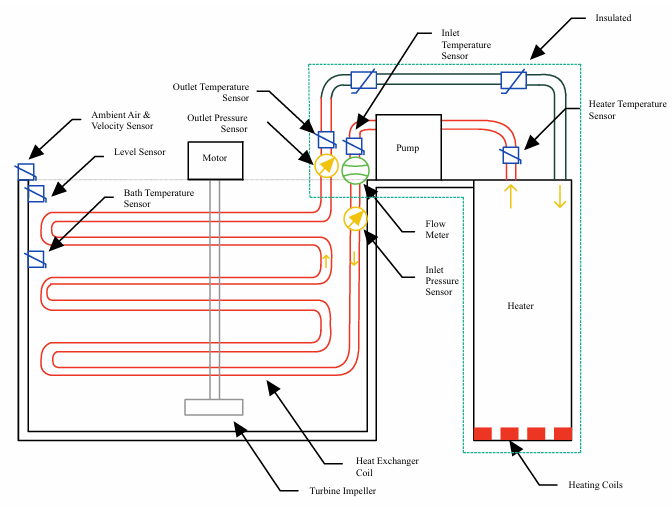 Insulated
Inlet
Temperature
Sensor
Outlet Temperature
Sensor
Heater Temperature
Sensor
Ambient Air &
Velocity Sensor
Outlet Pressure
Sensor
Level Sensor
Motor
Pump
Bath Temperature
Sensor
Flow
Meter
Inlet
Pressure
Sensor
Heater
Heat Exchanger
Coil
Turbine Impeller
Heating Coils